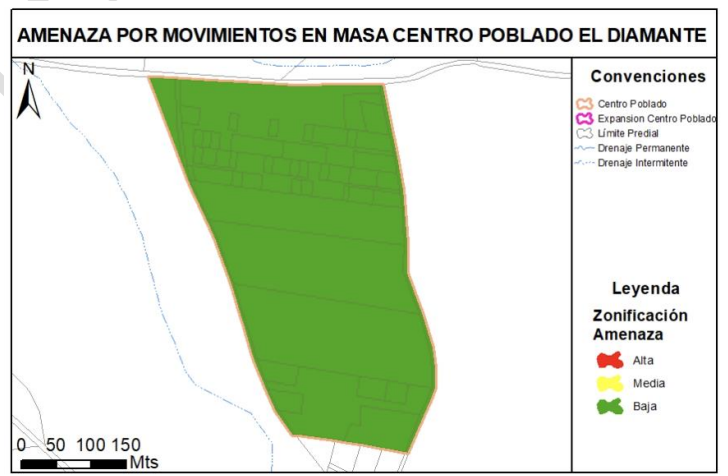 AMENAZA POR MOVIMIENTOS EN MASA CENTRO POBLADO EL DIAMANTE
N
Convenciones
Centro Poblado
Expansion Centro Poblado
Límite Predial
Drenaje Permanente
Drenaje Intermitente
Leyenda
Zonificación
Amenaza
Alta
Media
Baja
0 50 100 150
Mts